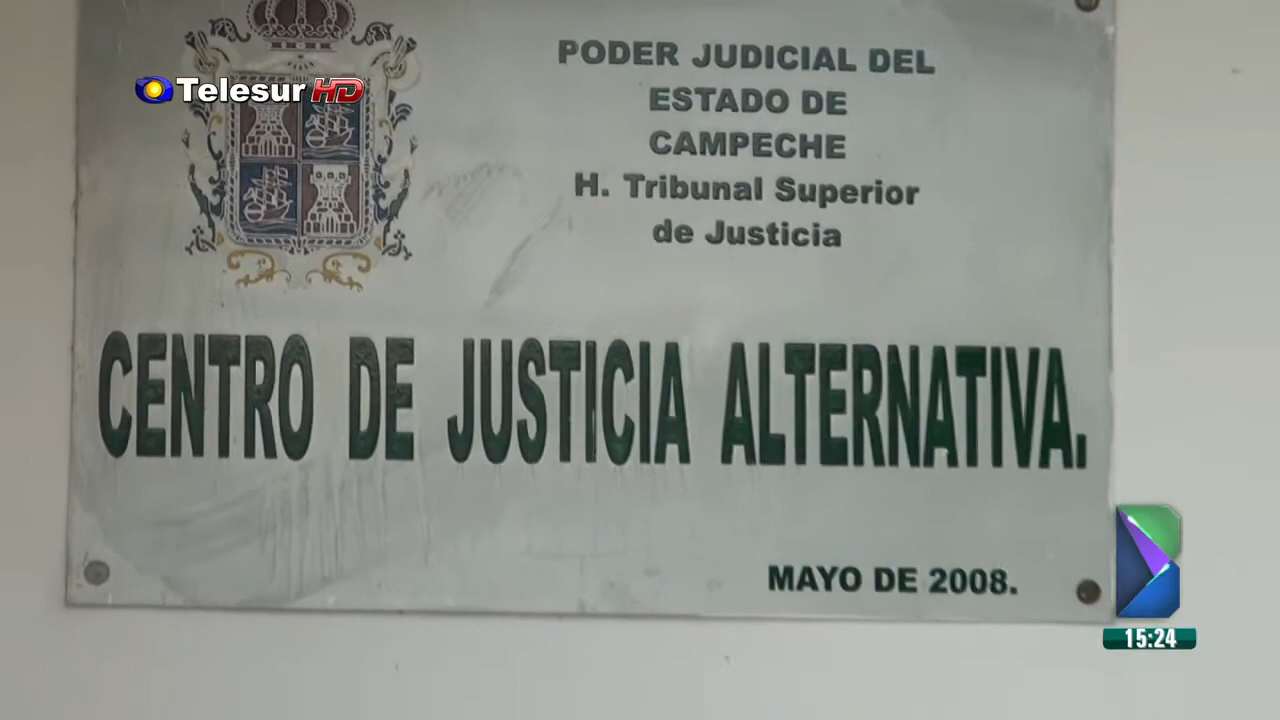 Telesur HD
PODER JUDICIAL DEL
ESTADO DE
CAMPECHE
H. Tribunal Superior
de Justicia
CENTRO DE JUSTICIA ALTERNATIVA.
MAYO DE 2008.
15:24